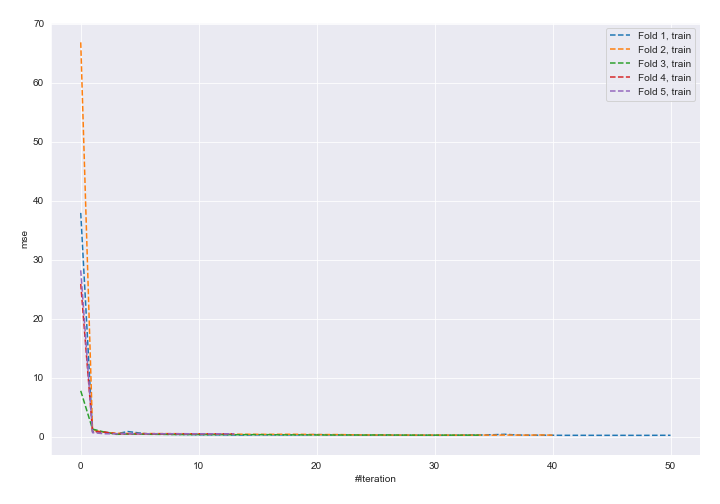 70
60
50
40
30
20
10
0
mse
0 10 20 30 40 50
#Iteration
Fold 1, train
Fold 2, train
Fold 3, train
Fold 4, train
Fold 5, train